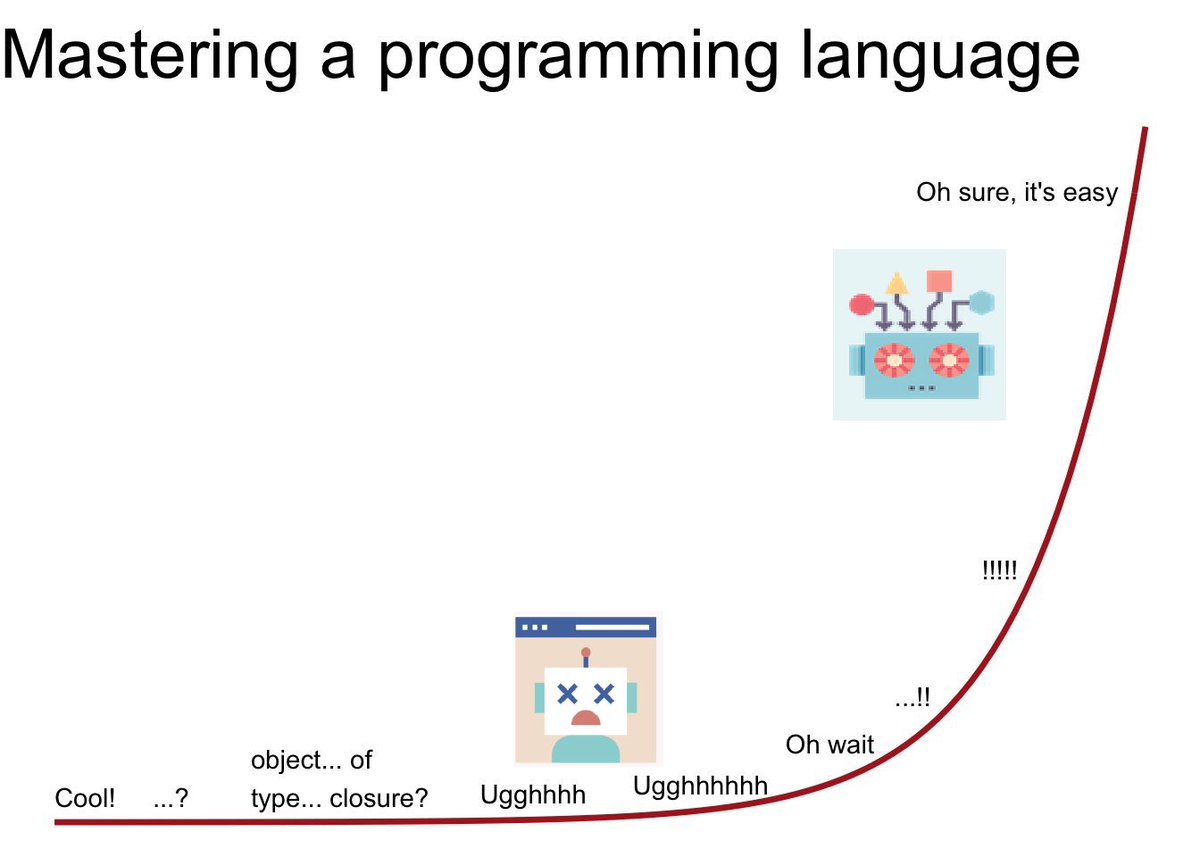 Mastering a programming language
Oh sure, it's easy
!!!!!
...!!
Oh wait
Ugghhhhhh
Ugghhhh
object... of
type... closure?
...?
Cool!